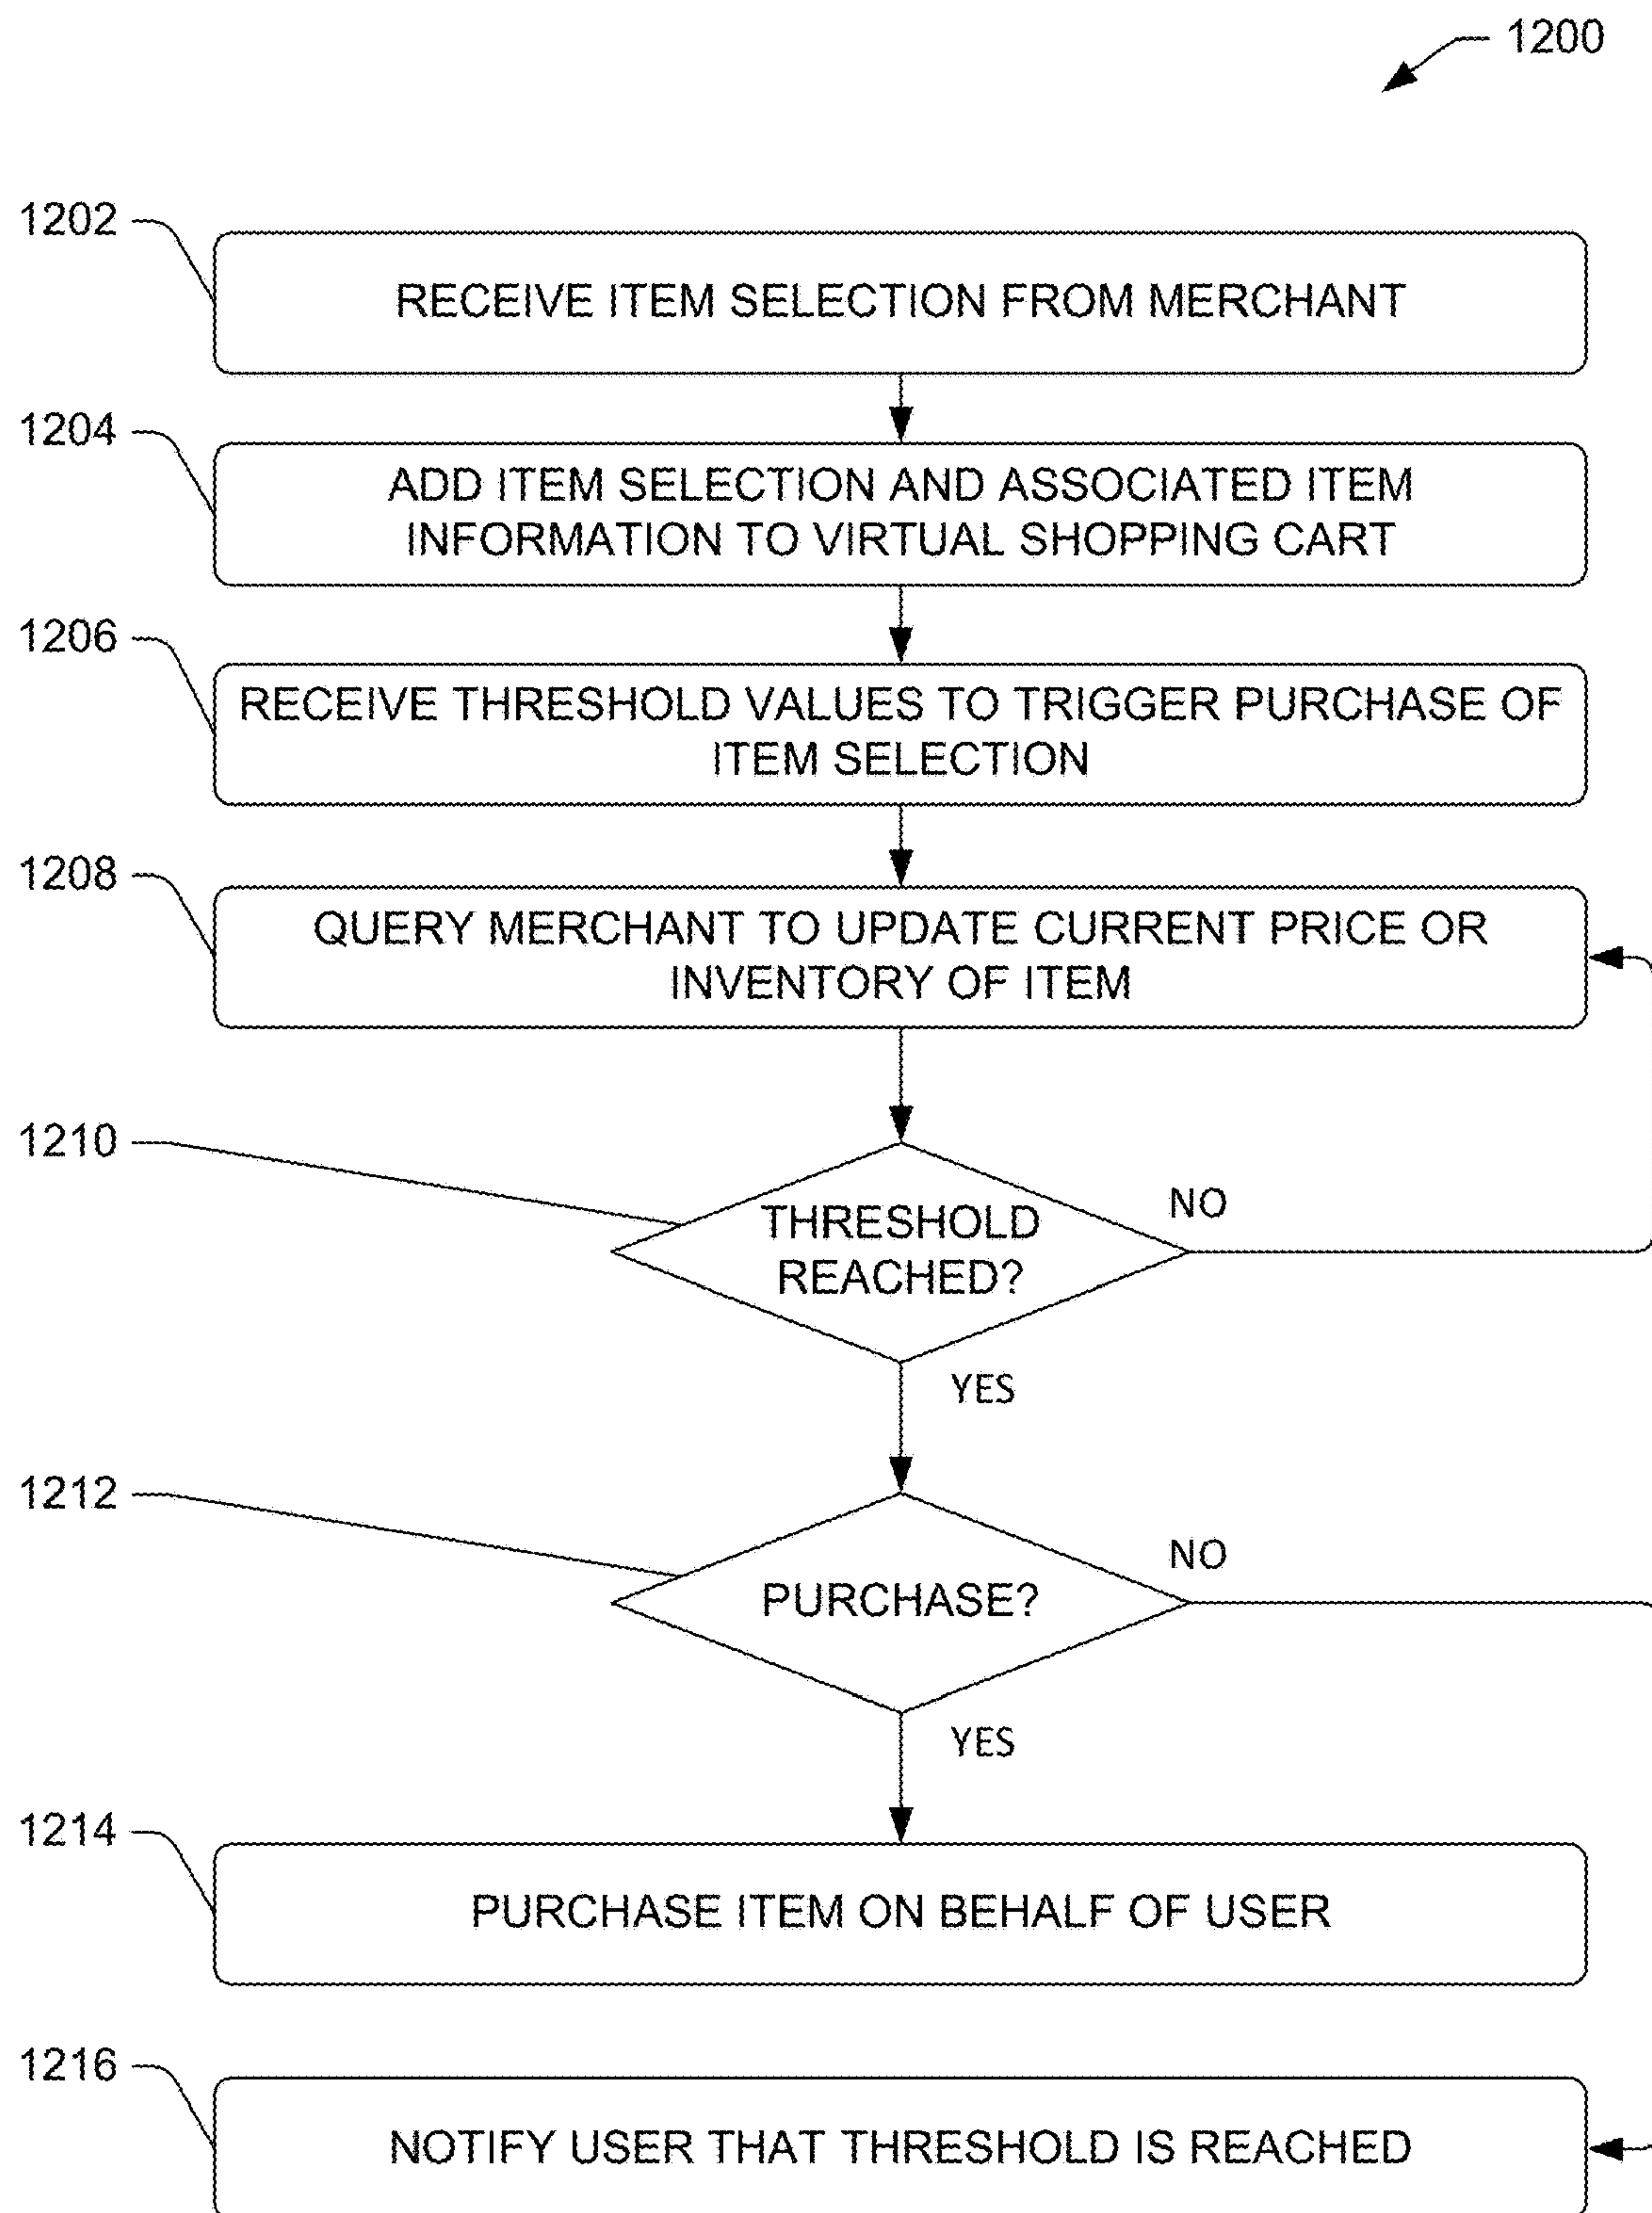 1200
1202
RECEIVE ITEM SELECTION FROM MERCHANT
1204
ADD ITEM SELECTION AND ASSOCIATED ITEM
INFORMATION TO VIRTUAL SHOPPING CART
1206
RECEIVE THRESHOLD VALUES TO TRIGGER PURCHASE OF
ITEM SELECTION
1208
QUERY MERCHANT TO UPDATE CURRENT PRICE OR
INVENTORY OF ITEM
1210
THRESHOLD
REACHED?
NO
YES
1212
PURCHASE?
NO
YES
1214
PURCHASE ITEM ON BEHALF OF USER
1216
NOTIFY USER THAT THRESHOLD IS REACHED